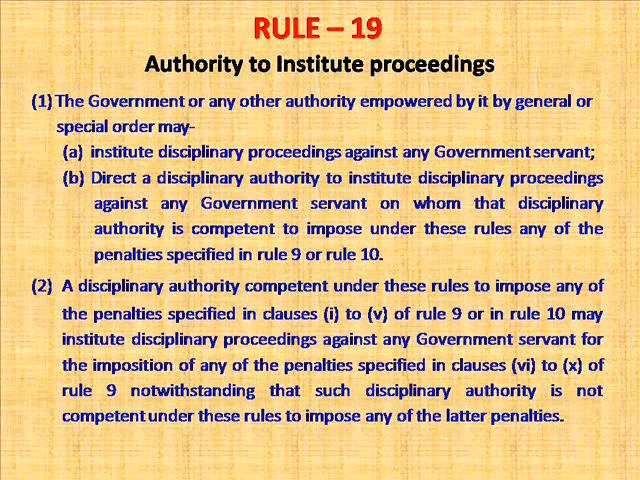 RULE – 19
Authority to Institute proceedings
(1) The Government or any other authority empowered by it by general or
special order may-
(a) institute disciplinary proceedings against any Government servant;
(b) Direct a disciplinary authority to institute disciplinary proceedings
against any Government servant on whom that disciplinary
authority is competent to impose under these rules any of the
penalties specified in rule 9 or rule 10.
(2) A disciplinary authority competent under these rules to impose any of
the penalties specified in clauses (i) to (v) of rule 9 or in rule 10 may
institute disciplinary proceedings against any Government servant for
the imposition of any of the penalties specified in clauses (vi) to (x) of
rule 9 notwithstanding that such disciplinary authority is not
competent under these rules to impose any of the latter penalties.